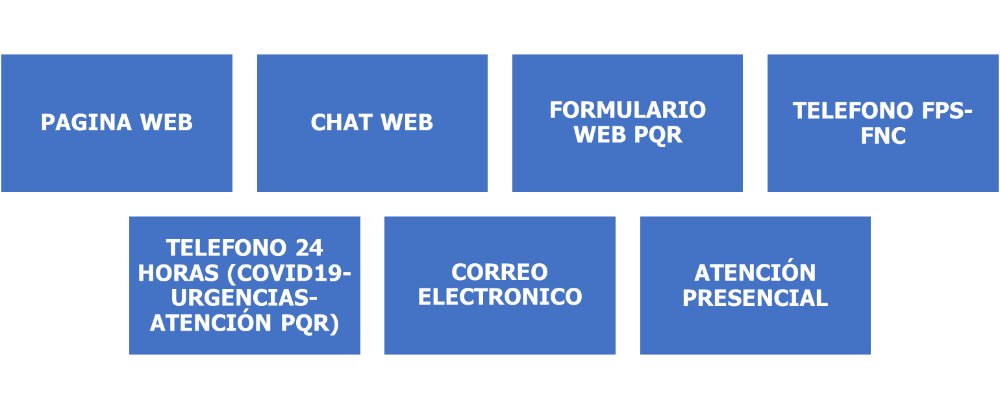 PAGINA WEB
CHAT WEB
FORMULARIO
WEB PQR
TELEFONO FPS-
FNC
TELEFONO 24
HORAS (COVID19-
URGENCIAS-
ATENCIÓN PQR)
CORREO
ELECTRONICO
ATENCIÓN
PRESENCIAL